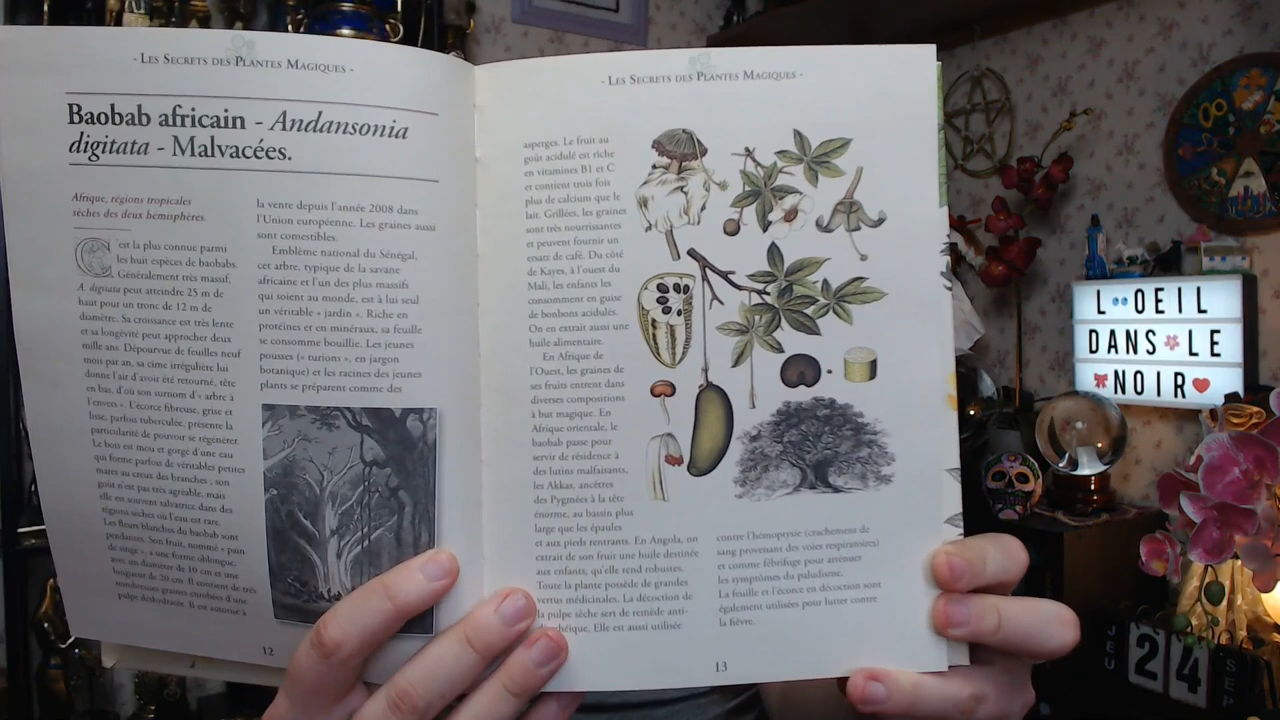 - Les Secrets des Plantes Magiques -
Baobab africain - Andansonia
digitata - Malvacées.
Afrique, régions tropicales
sèches des deux hémisphères.
C'est la plus connue parmi
les huit espèces de baobabs.
Généralement très massif,
A. digitata peut atteindre 25 m de
haut pour un tronc de 12 m de
diamètre. Sa croissance est très lente
et sa longévité peut approcher deux
mille ans. Dépourvue de feuilles neuf
mois par an, sa cime irrégulière lui
donne l'air d'avoir été retourné, tête
en bas, d'où son surnom d'« arbre à
l'envers ». L'écorce fibreuse, grise et
lisse, parfois tuberculée, présente la
particularité de pouvoir se régénérer.
Le bois est mou et gorgé d'une eau
qui forme parfois de véritables petites
mares au creux des branches ; son
goût n'est pas très agréable, mais
elle est souvent salvatrice dans des
régions sèches où l'eau est rare.
Les fleurs blanches du baobab sont
pendantes. Son fruit, nommé « pain
de singe », a une forme oblongue,
avec un diamètre de 10 cm et une
longueur de 20 cm. Il contient de très
nombreuses graines enrobées d'une
pulpe deshydratée. Il est autorisé à
la vente depuis l'année 2008 dans
l'Union européenne. Les graines aussi
sont comestibles.
Emblème national du Sénégal,
cet arbre, typique de la savane
africaine et l'un des plus massifs
qui soient au monde, est à lui seul
un véritable « jardin ». Riche en
protéines et en minéraux, sa feuille
se consomme bouillie. Les jeunes
pousses (« turions », en jargon
botanique) et les racines des jeunes
plants se préparent comme des
12
- Les Secrets des Plantes Magiques -
asperges. Le fruit au
goût acidulé est riche
en vitamines B1 et C
et contient trois fois
plus de calcium que le
lait. Grillées, les graines
sont très nourrissantes
et peuvent fournir un
ersatz de café. Du côté
de Kayes, à l'ouest du
Mali, les enfants les
consomment en guise
de bonbons acidulés.
On en extrait aussi une
huile alimentaire.
En Afrique de
l'Ouest, les graines de
ses fruits entrent dans
diverses compositions
à but magique. En
Afrique orientale, le
baobab passe pour
servir de résidence à
des lutins malfaisants,
les Akkas, ancêtres
des Pygmées à la tête
énorme, au bassin plus
large que les épaules
et aux pieds rentrants. En Angola, on
extrait de son fruit une huile destinée
aux enfants, qu'elle rend robustes.
Toute la plante possède de grandes
vertus médicinales. La décoction de
la pulpe sèche sert de remède anti-
Elle est aussi utilisée
contre l'hémopsysie (crachement de
sang provenant des voies respiratoires)
et comme fébrifuge pour atténuer
les symptômes du paludisme.
La feuille et l'écorce en décoction sont
également utilisées pour lutter contre
la fièvre.
13
L OEIL
DANS LE
NOIR
JEU 24 SEP